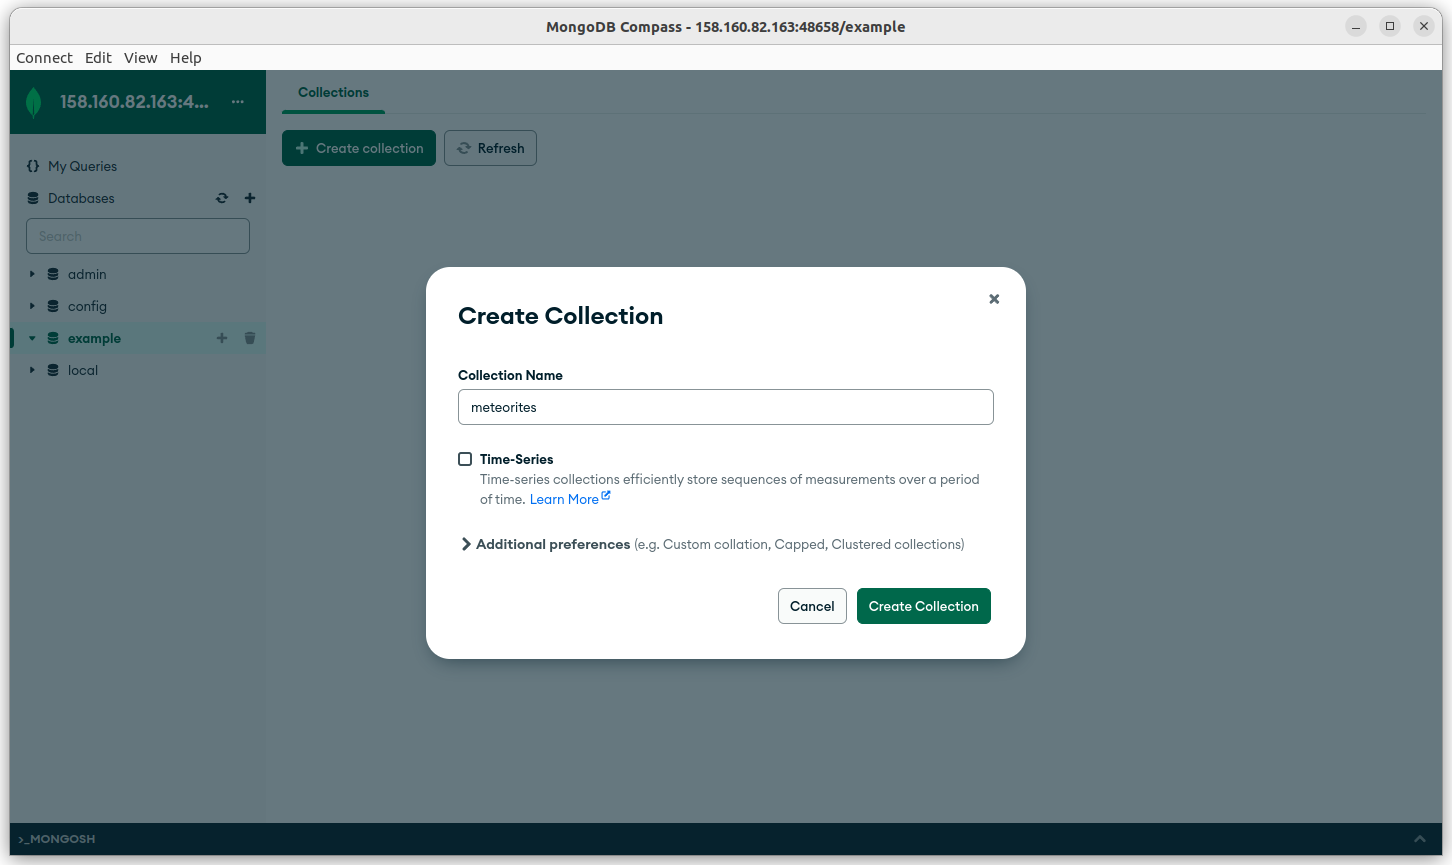 MongoDB Compass - 158.160.82.163:48658/example
Connect Edit View Help
158.160.82.163:4... ...
Collections
Create collection
Refresh
{} My Queries
Databases
Search
admin
config
example
local
Create Collection
Collection Name
meteorites
Time-Series
Time-series collections efficiently store sequences of measurements over a period
of time. Learn More
Additional preferences (e.g. Custom collation, Capped, Clustered collections)
Cancel
Create Collection
>_MONGOSH